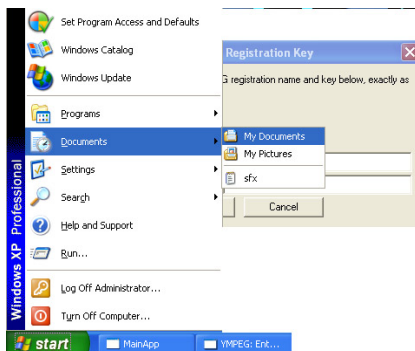 Set Program Access and Defaults
Windows Catalog
Windows Update
Programs
Documents
Settings
Search
Help and Support
Run...
Log Off Administrator...
Turn Off Computer...
Windows XP Professional
My Documents
My Pictures
sfx
Registration Key
G registration name and key below, exactly as
Cancel
start
MainApp
YMPEG: Ent...